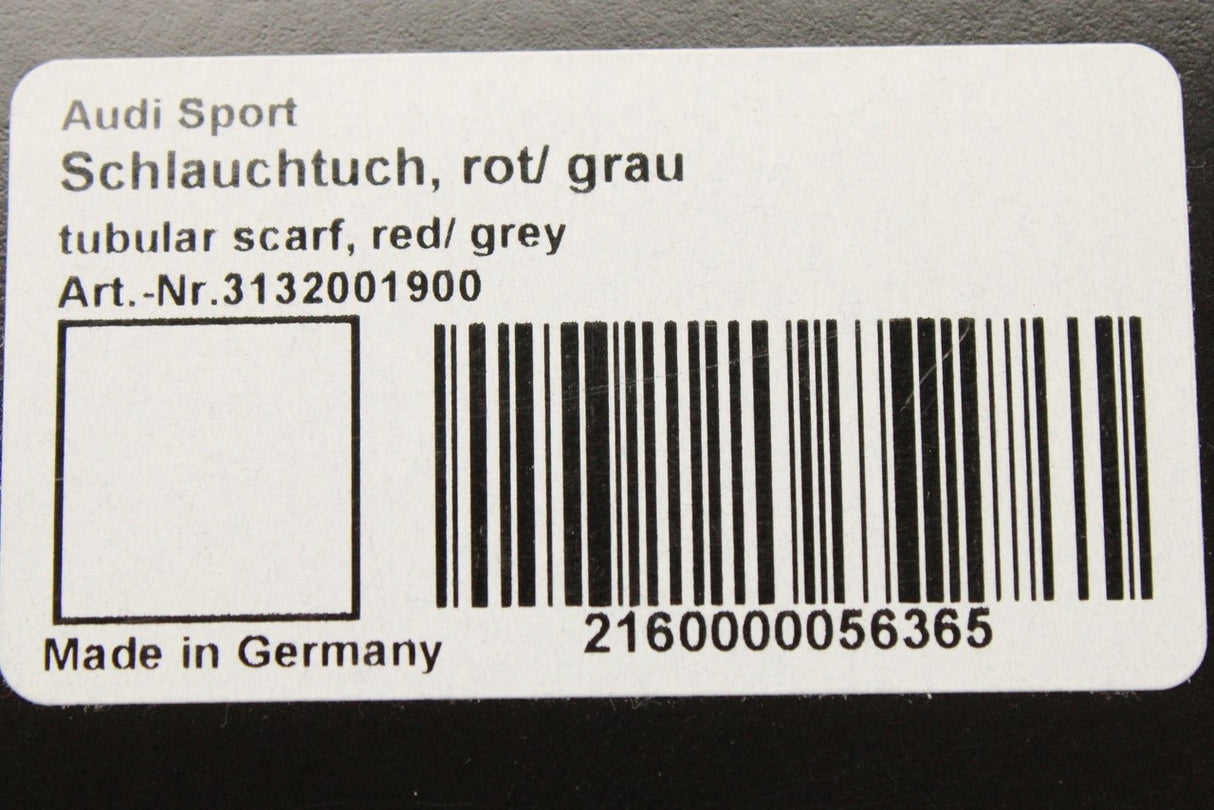 Audi Sport
Schlauchtuch, rot/ grau
tubular scarf, red/ grey
Art.-Nr.3132001900
2160000056365
Made in Germany